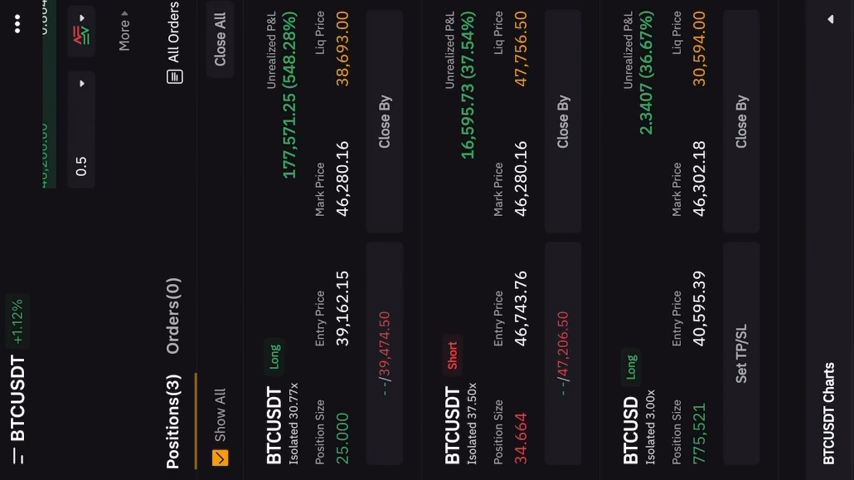 BTCUSDT +1.12% ...
0.5
More
Positions(3) Orders(0) All Orders
Show All Close All
BTCUSDT Long Unrealized P&L
Isolated 30.77x 177,571.25 (548.28%)
Position Size Entry Price Mark Price Liq Price
25.000 39,162.15 46,280.16 38,693.00
- -/39,474.50 Close By
BTCUSDT Short Unrealized P&L
Isolated 37.50x 16,595.73 (37.54%)
Position Size Entry Price Mark Price Liq Price
34.664 46,743.76 46,280.16 47,756.50
- -/47,206.50 Close By
BTCUSD Long Unrealized P&L
Isolated 3.00x 2.3407 (36.67%)
Position Size Entry Price Mark Price Liq Price
775,521 40,595.39 46,302.18 30,594.00
Set TP/SL Close By
BTCUSDT Charts